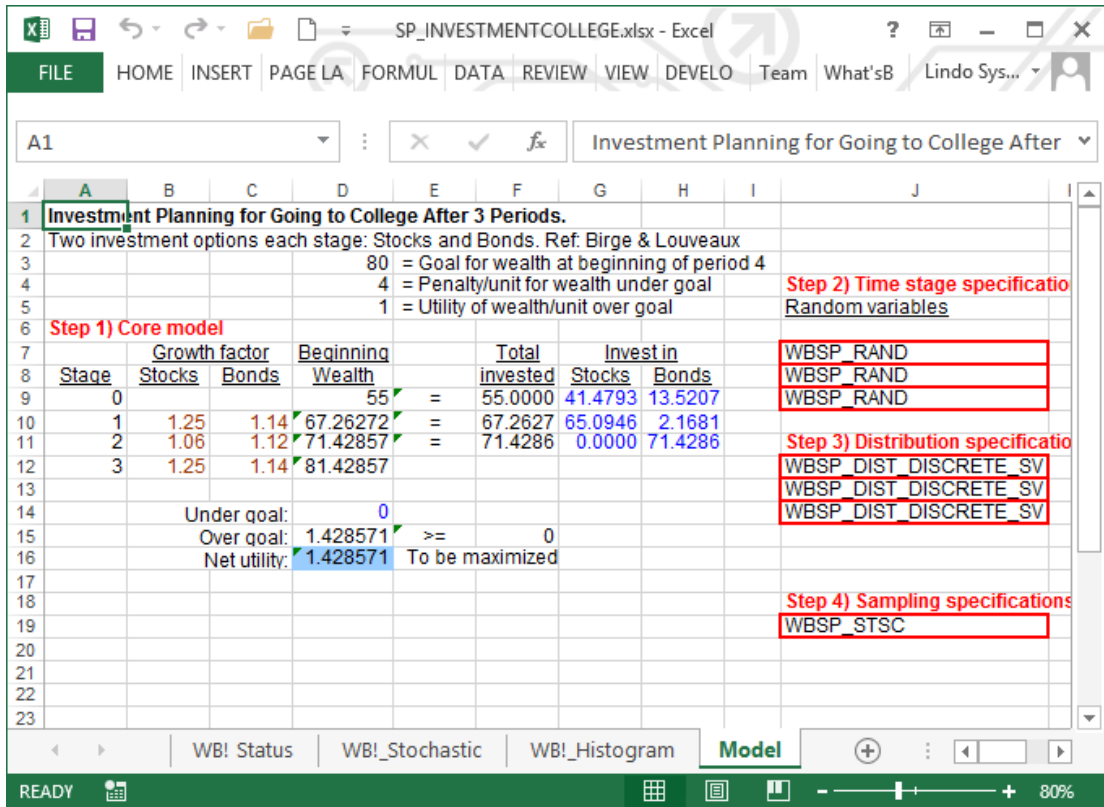 SP_INVESTMENTCOLLEGE.xlsx - Excel
FILE HOME INSERT PAGE LA FORMUL DATA REVIEW VIEW DEVELO Team What'sB Lindo Sys...
A1 fx Investment Planning for Going to College After
A B C D E F G H I J
1 Investment Planning for Going to College After 3 Periods.
2 Two investment options each stage: Stocks and Bonds. Ref: Birge & Louveaux
3 80 = Goal for wealth at beginning of period 4
4 4 = Penalty/unit for wealth under goal Step 2) Time stage specificatio
5 1 = Utility of wealth/unit over goal Random variables
6 Step 1) Core model
7 Growth factor Beginning Total Invest in WBSP_RAND
8 Stage Stocks Bonds Wealth invested Stocks Bonds WBSP_RAND
9 0 55 = 55.0000 41.4793 13.5207 WBSP_RAND
10 1 1.25 1.14 67.26272 = 67.2627 65.0946 2.1681
11 2 1.06 1.12 71.42857 = 71.4286 0.0000 71.4286 Step 3) Distribution specificatio
12 3 1.25 1.14 81.42857 WBSP_DIST_DISCRETE_SV
13 WBSP_DIST_DISCRETE_SV
14 Under goal: 0 WBSP_DIST_DISCRETE_SV
15 Over goal: 1.428571 >= 0
16 Net utility: 1.428571 To be maximized
17
18 Step 4) Sampling specifications
19 WBSP_STSC
20
21
22
23
WB! Status WB!_Stochastic WB!_Histogram Model
READY 80%